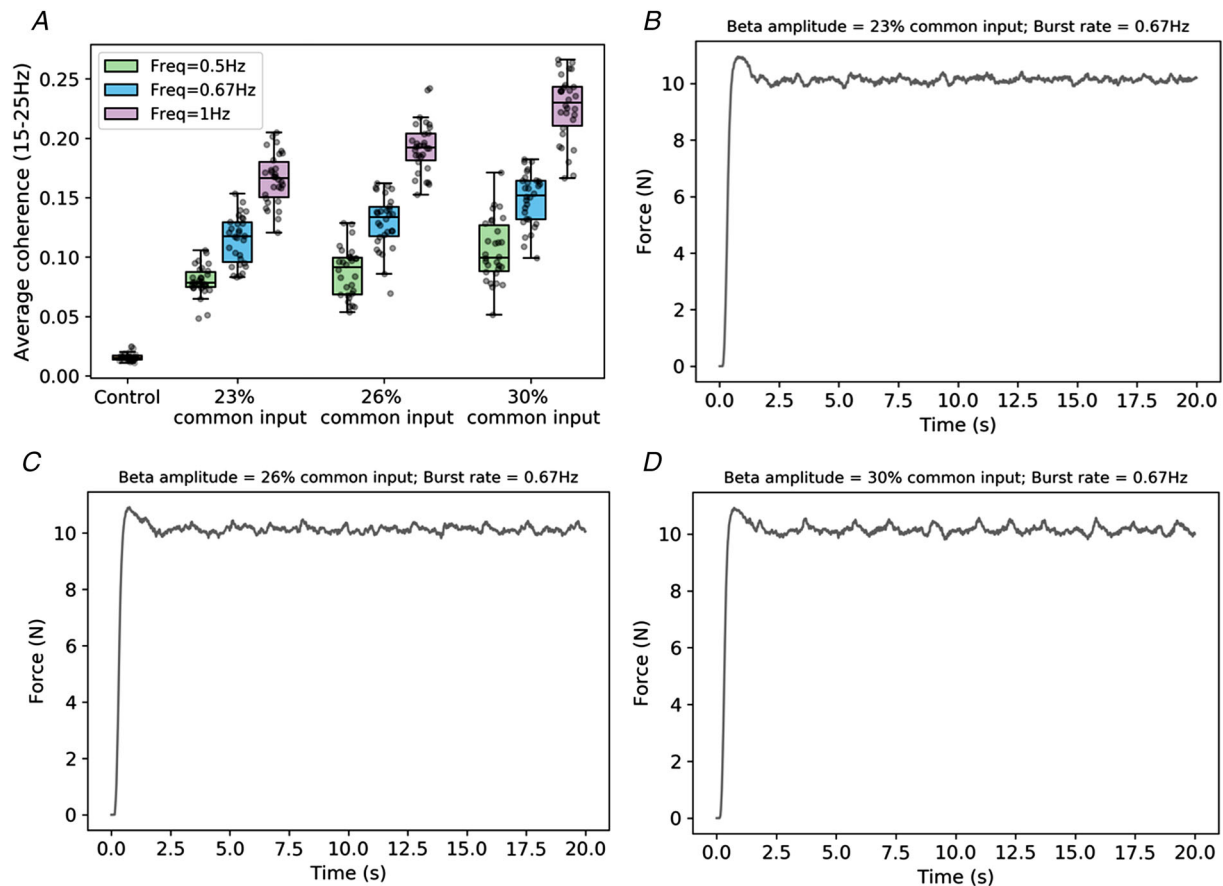 A
Average coherence (15-25Hz)
0.25
0.20
0.15
0.10
0.05
0.00
Freq=0.5Hz
Freq=0.67Hz
Freq=1Hz
Control
23%
common input
26%
common input
30%
common input
B
Beta amplitude = 23% common input; Burst rate = 0.67Hz
Force (N)
10
8
6
4
2
0
0.0 2.5 5.0 7.5 10.0 12.5 15.0 17.5 20.0
Time (s)
C
Beta amplitude = 26% common input; Burst rate = 0.67Hz
Force (N)
10
8
6
4
2
0
0.0 2.5 5.0 7.5 10.0 12.5 15.0 17.5 20.0
Time (s)
D
Beta amplitude = 30% common input; Burst rate = 0.67Hz
Force (N)
10
8
6
4
2
0
0.0 2.5 5.0 7.5 10.0 12.5 15.0 17.5 20.0
Time (s)